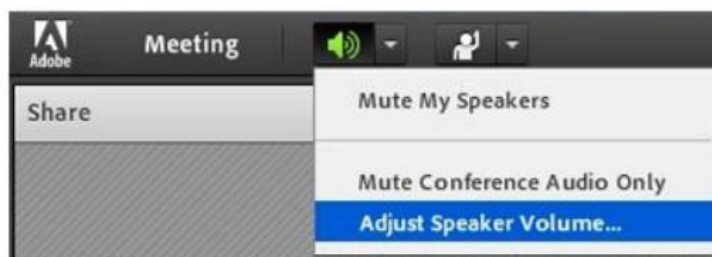 Adobe
Meeting
Share
Mute My Speakers
Mute Conference Audio Only
Adjust Speaker Volume...